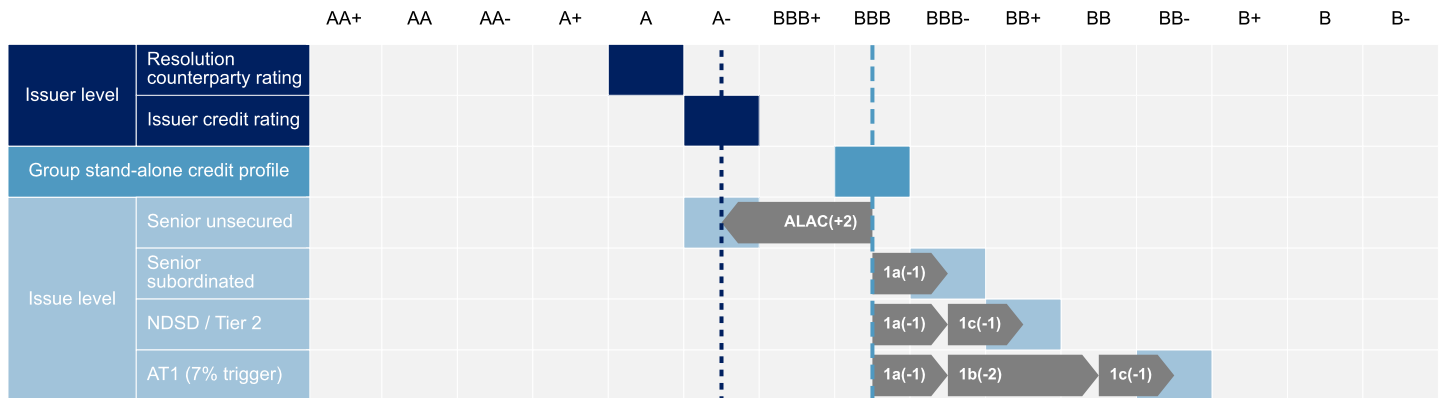 AA+ AA AA- A+ A A- BBB+ BBB BBB- BB+ BB BB- B+ B B-
Issuer level
Resolution
counterparty rating
Issuer credit rating
Group stand-alone credit profile
Issue level
Senior unsecured
ALAC(+2)
Senior
subordinated
1a(-1)
NDSD / Tier 2
1a(-1) 1c(-1)
AT1 (7% trigger)
1a(-1) 1b(-2) 1c(-1)